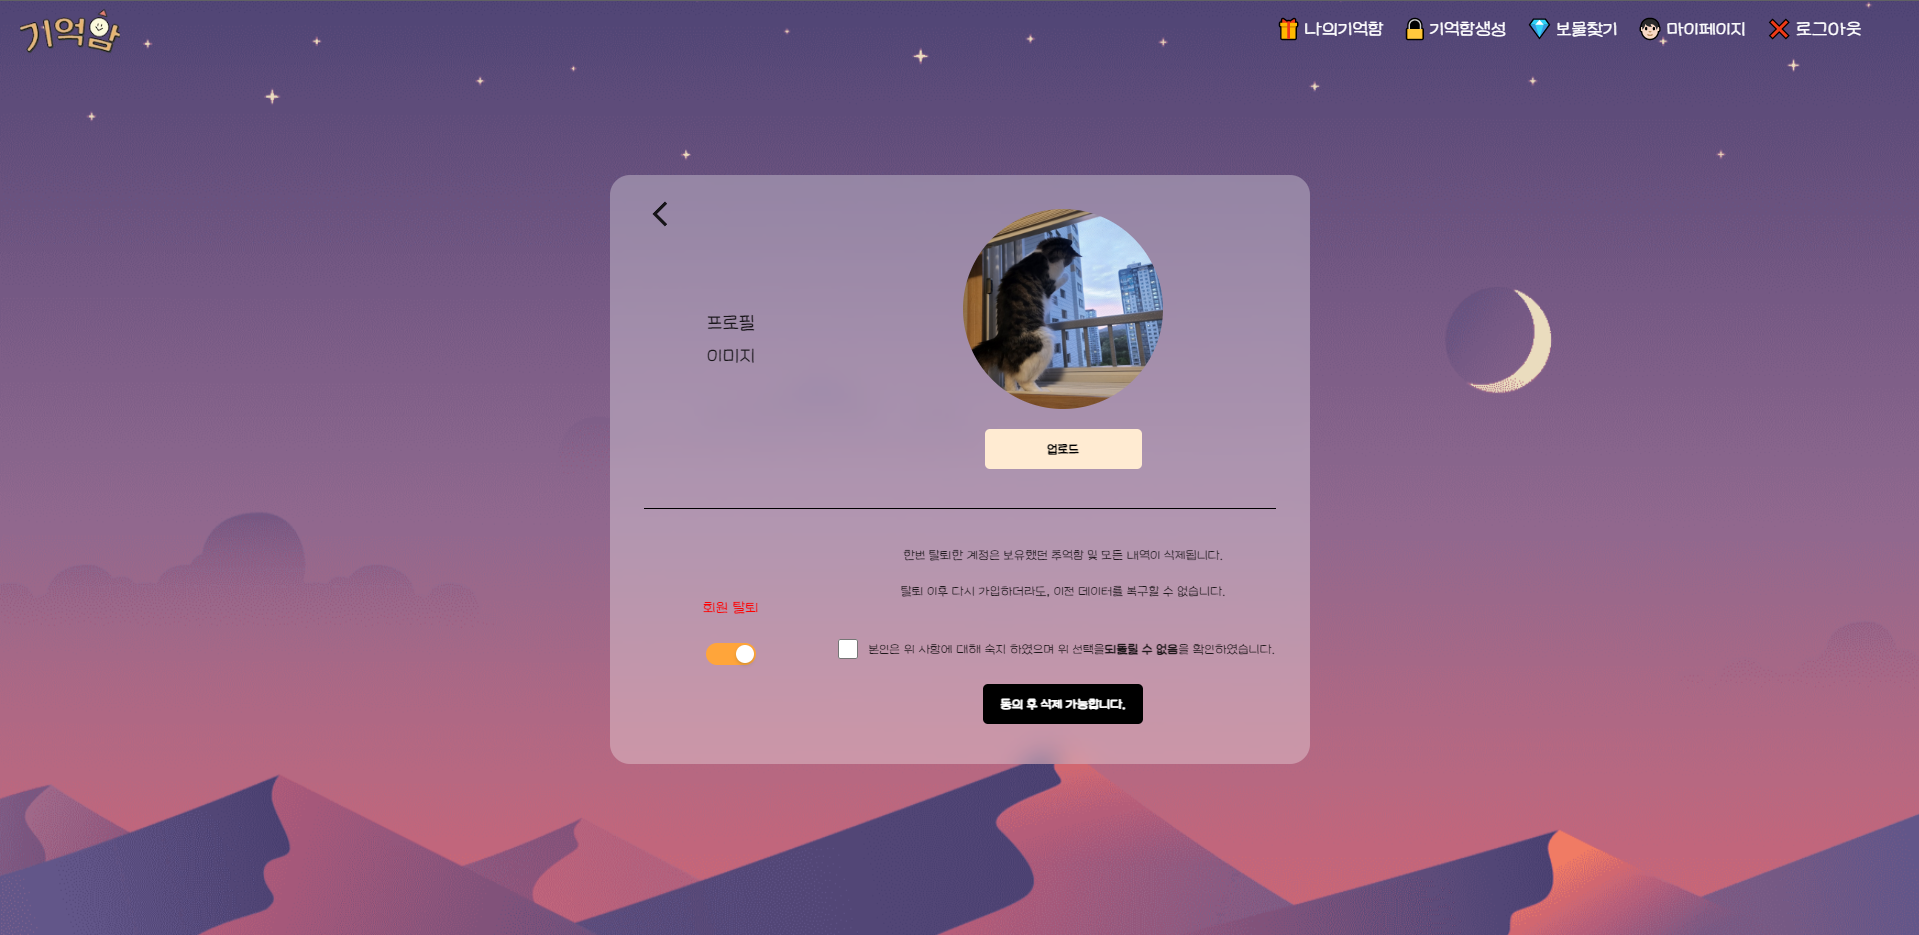 기억함
나의기억함
기억함생성
보물찾기
마이페이지
로그아웃
프로필
이미지
업로드
한번 탈퇴한 계정은 보유했던 추억함 및 모든 내역이 삭제됩니다.
탈퇴 이후 다시 가입하더라도, 이전 데이터를 복구할 수 없습니다.
회원 탈퇴
본인은 위 사항에 대해 숙지 하였으며 위 선택을되돌릴 수 없음을 확인하였습니다.
동의 후 삭제 가능합니다.